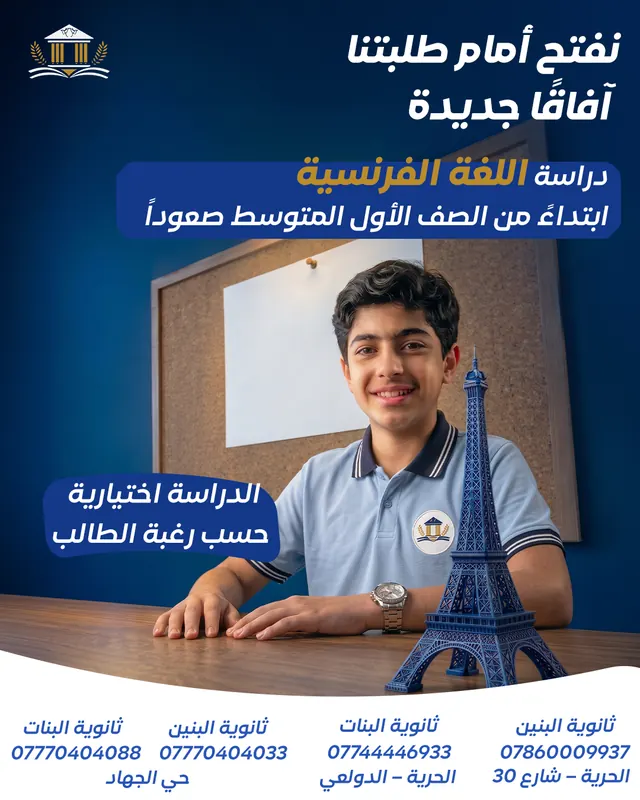 نفتح أمام طلبتنا
آفاقًا جديدة
دراسة اللغة الفرنسية
ابتداءً من الصف الأول المتوسط صعوداً
الدراسة اختيارية
حسب رغبة الطالب
ثانوية البنين
07860009937
الحرية – شارع 30
ثانوية البنات
07744446933
الحرية – الدولعي
ثانوية البنين
07770404033
ثانوية البنات
07770404088
حي الجهاد